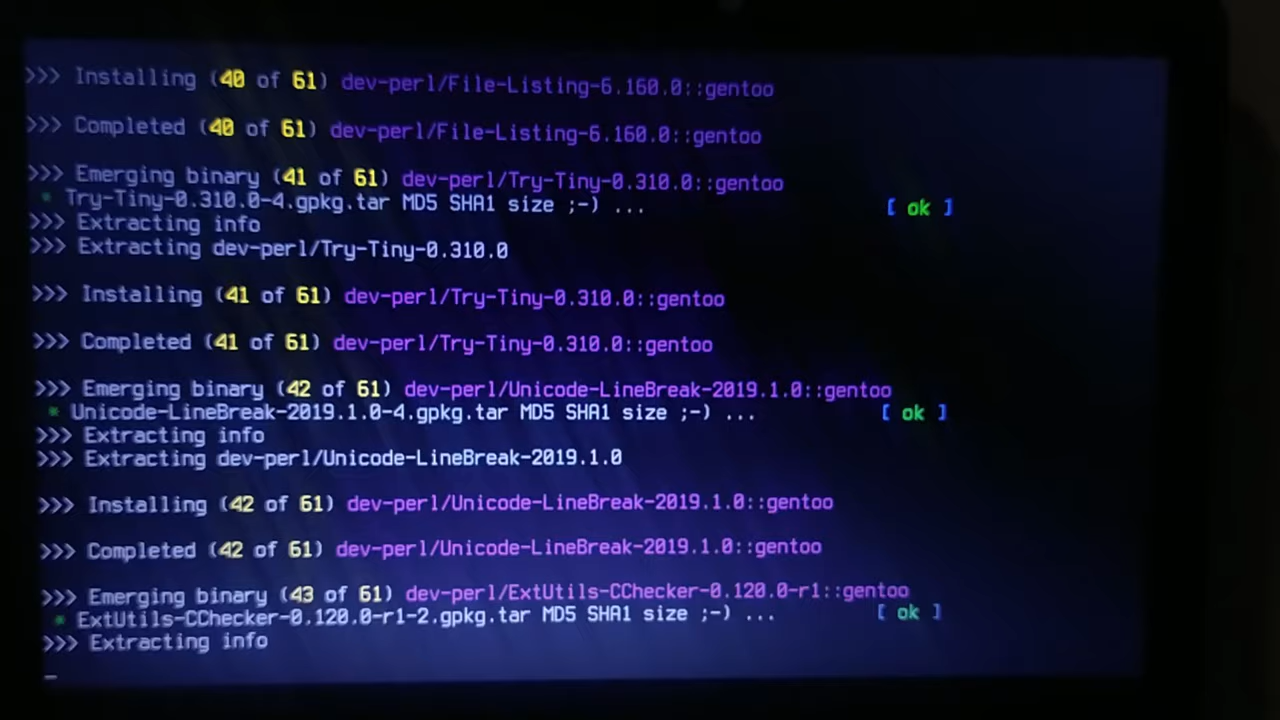 >>> Installing (40 of 61) dev-perl/File-Listing-6.160.0::gentoo
>>> Completed (40 of 61) dev-perl/File-Listing-6.160.0::gentoo
>>> Emerging binary (41 of 61) dev-perl/Try-Tiny-0.310.0::gentoo
* Try-Tiny-0.310.0-4.gpkg.tar MD5 SHA1 size ;-) ... [ ok ]
>>> Extracting info
>>> Extracting dev-perl/Try-Tiny-0.310.0
>>> Installing (41 of 61) dev-perl/Try-Tiny-0.310.0::gentoo
>>> Completed (41 of 61) dev-perl/Try-Tiny-0.310.0::gentoo
>>> Emerging binary (42 of 61) dev-perl/Unicode-LineBreak-2019.1.0::gentoo
* Unicode-LineBreak-2019.1.0-4.gpkg.tar MD5 SHA1 size ;-) ... [ ok ]
>>> Extracting info
>>> Extracting dev-perl/Unicode-LineBreak-2019.1.0
>>> Installing (42 of 61) dev-perl/Unicode-LineBreak-2019.1.0::gentoo
>>> Completed (42 of 61) dev-perl/Unicode-LineBreak-2019.1.0::gentoo
>>> Emerging binary (43 of 61) dev-perl/ExtUtils-CChecker-0.120.0-r1::gentoo
* ExtUtils-CChecker-0.120.0-r1-2.gpkg.tar MD5 SHA1 size ;-) ... [ ok ]
>>> Extracting info